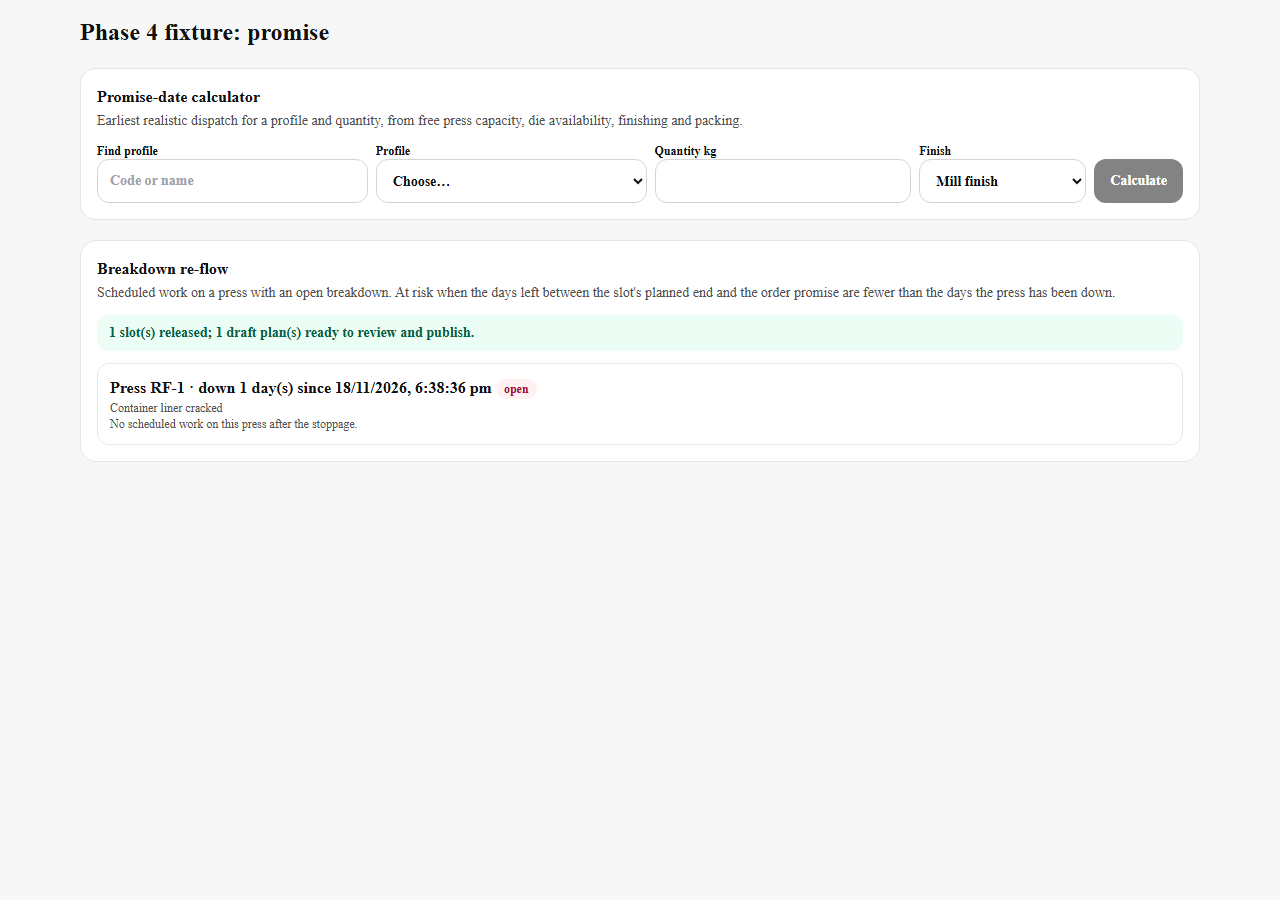 Phase 4 fixture: promise
Promise-date calculator
Earliest realistic dispatch for a profile and quantity, from free press capacity, die availability, finishing and packing.
Find profile
Profile
Quantity kg
Finish
Code or name
Choose...
Mill finish
Calculate
Breakdown re-flow
Scheduled work on a press with an open breakdown. At risk when the days left between the slot's planned end and the order promise are fewer than the days the press has been down.
1 slot(s) released; 1 draft plan(s) ready to review and publish.
Press RF-1 · down 1 day(s) since 18/11/2026, 6:38:36 pm open
Container liner cracked
No scheduled work on this press after the stoppage.